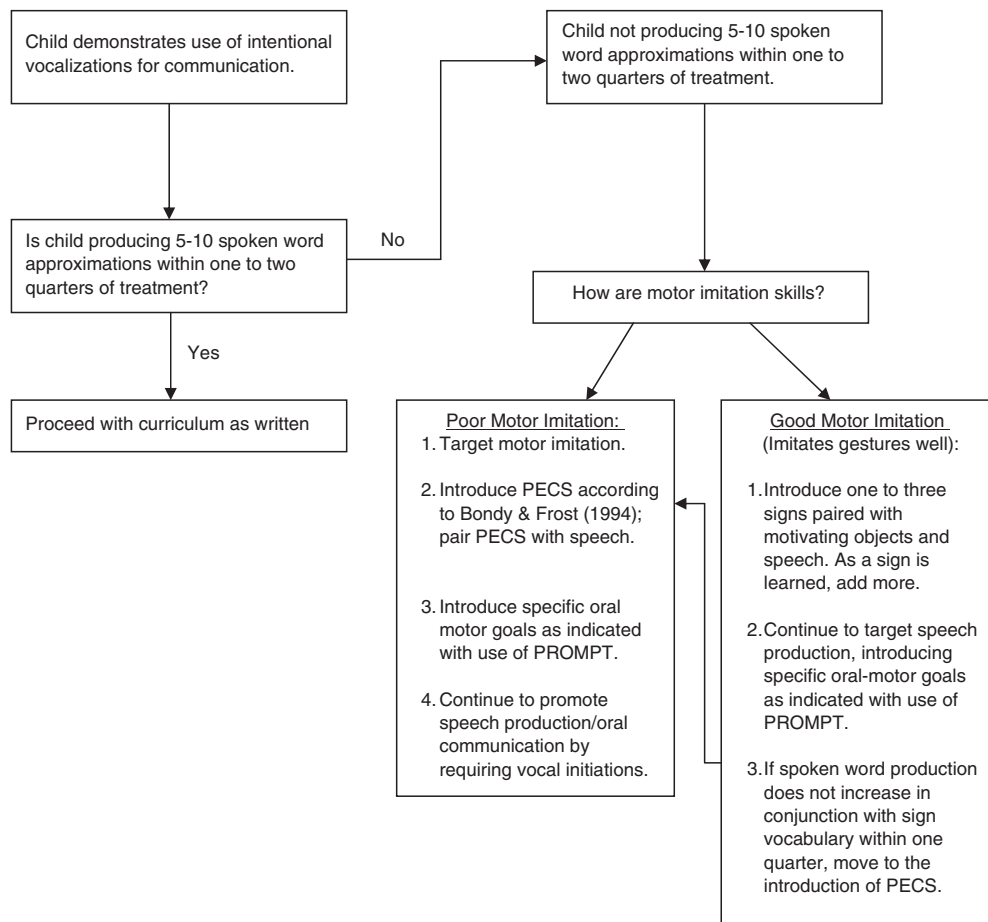 Child demonstrates use of intentional
vocalizations for communication.
Child not producing 5-10 spoken
word approximations within one to
two quarters of treatment.
Is child producing 5-10 spoken word
approximations within one to two
quarters of treatment?
No
How are motor imitation skills?
Yes
Proceed with curriculum as written
Poor Motor Imitation:
1. Target motor imitation.
2. Introduce PECS according
to Bondy & Frost (1994);
pair PECS with speech.
3. Introduce specific oral
motor goals as indicated
with use of PROMPT.
4. Continue to promote
speech production/oral
communication by
requiring vocal initiations.
Good Motor Imitation
(Imitates gestures well):
1. Introduce one to three
signs paired with
motivating objects and
speech. As a sign is
learned, add more.
2. Continue to target speech
production, introducing
specific oral-motor goals
as indicated with use of
PROMPT.
3. If spoken word production
does not increase in
conjunction with sign
vocabulary within one
quarter, move to the
introduction of PECS.